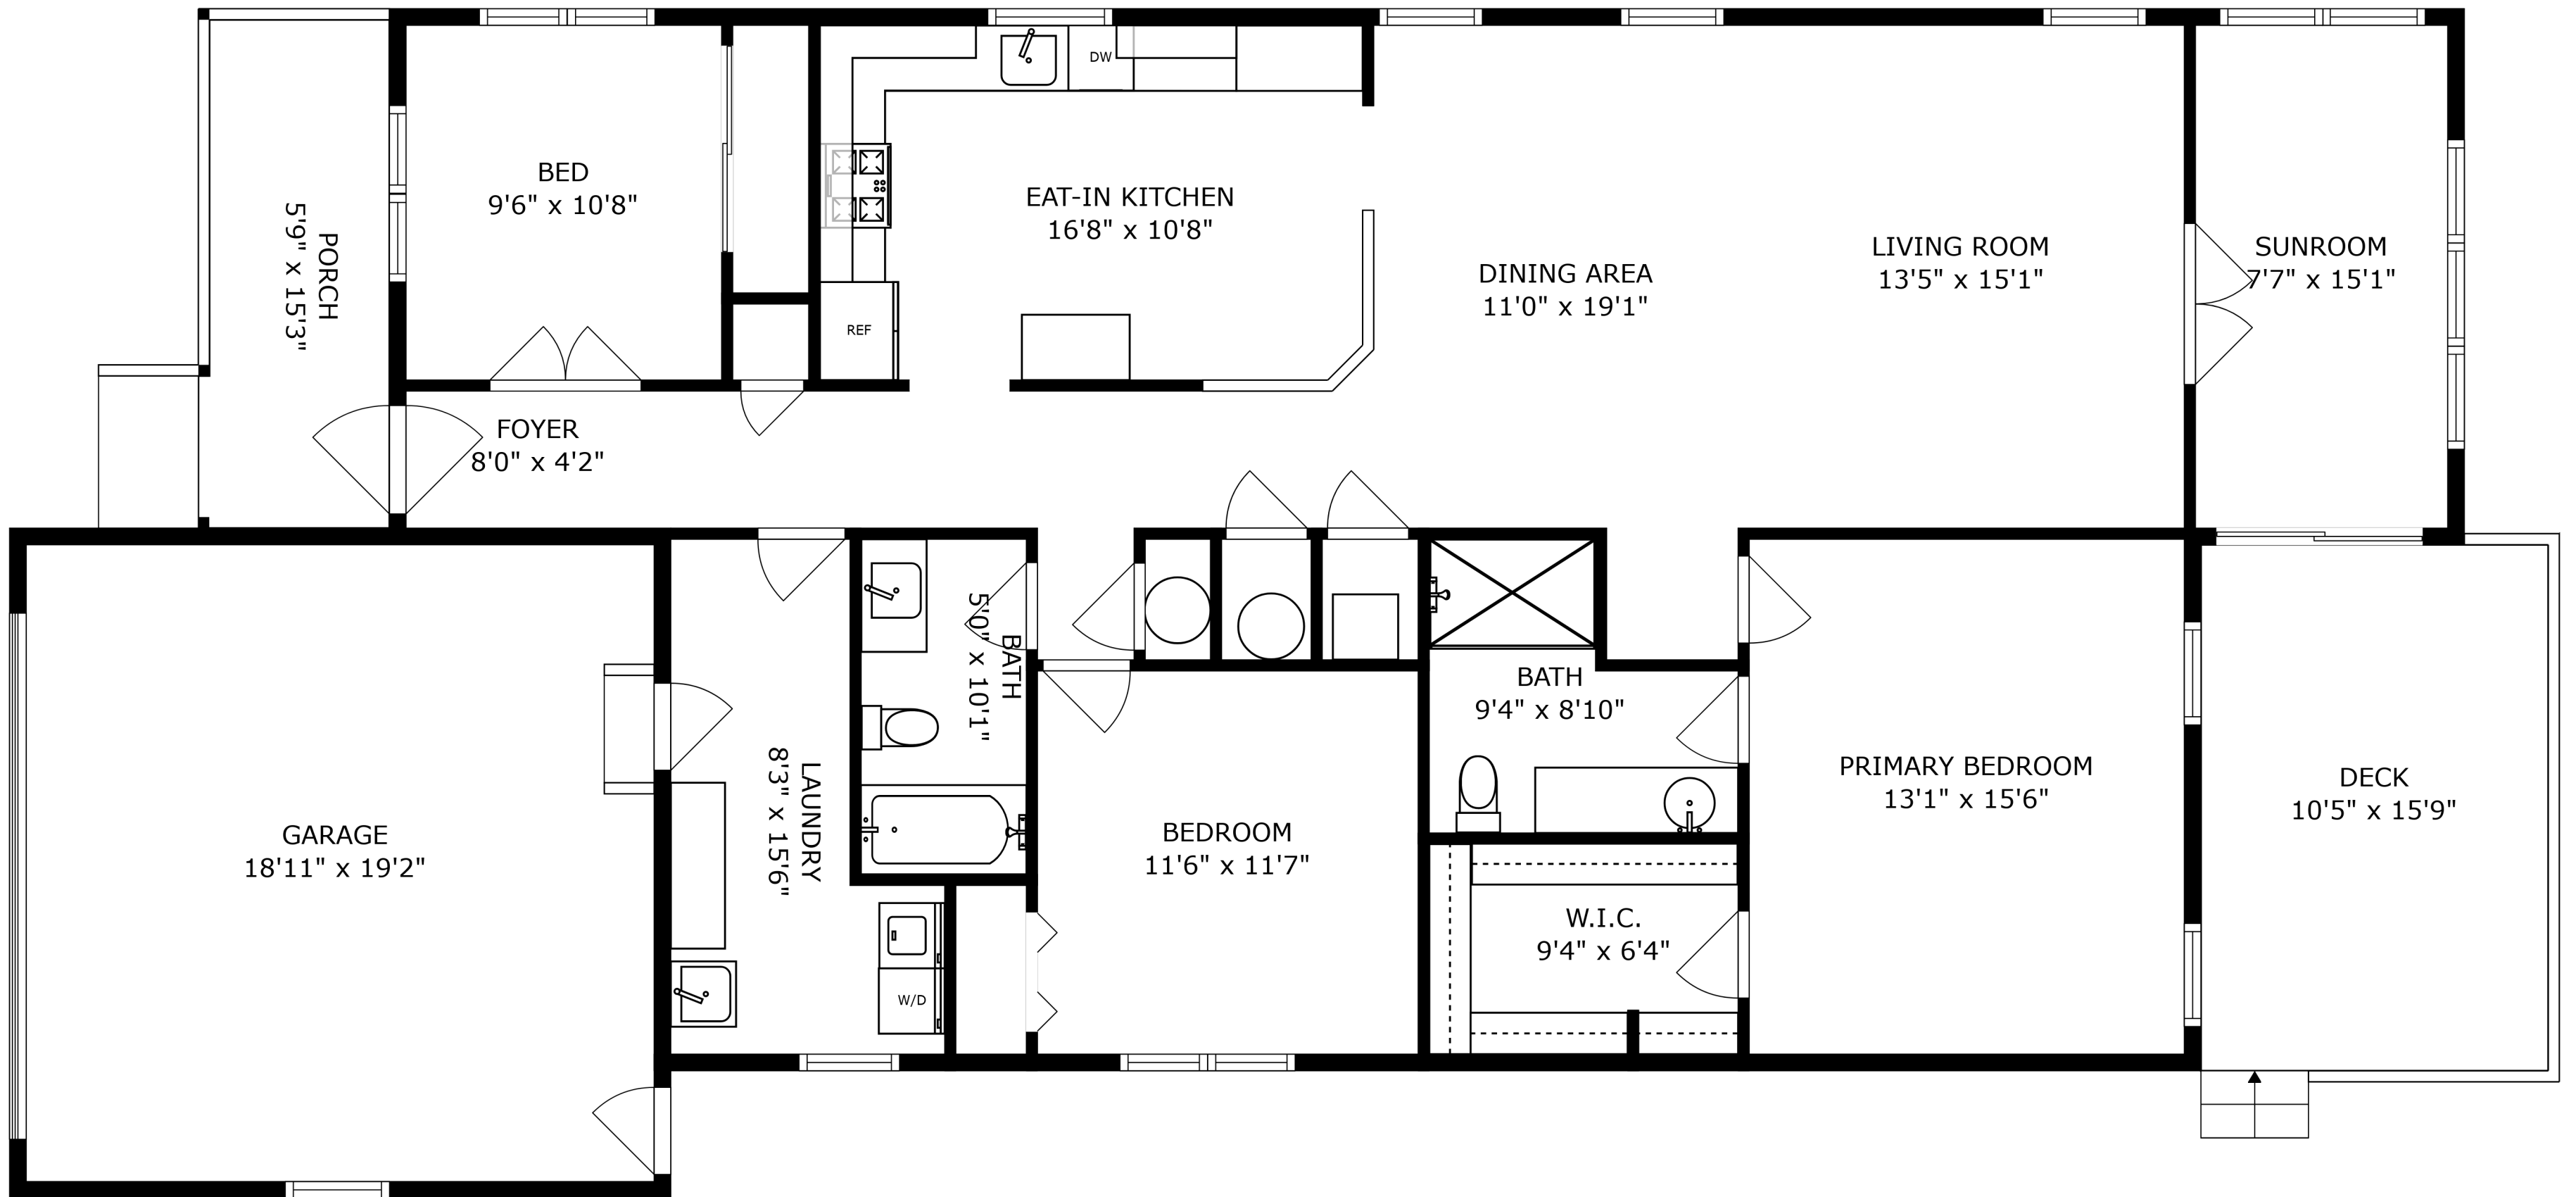 DW
BED
9'6" x 10'8"
EAT-IN KITCHEN
16'8" x 10'8"
PORCH
5'9" x 15'3"
LIVING ROOM
13'5" x 15'1"
SUNROOM
7'7" x 15'1"
DINING AREA
11'0" x 19'1"
REF
FOYER
8'0" x 4'2"
BATH
5'0" x 10'1"
BATH
9'4" x 8'10"
PRIMARY BEDROOM
13'1" x 15'6"
DECK
10'5" x 15'9"
LAUNDRY
8'3" x 15'6"
GARAGE
18'11" x 19'2"
BEDROOM
11'6" x 11'7"
W.I.C.
9'4" x 6'4"
W/D